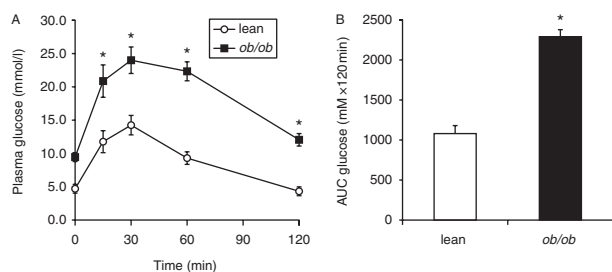 A
lean
ob/ob
Plasma glucose (mmol/l)
30.0
25.0
20.0
15.0
10.0
5.0
0.0
*
*
*
*
0
30
60
90
120
Time (min)
B
AUC glucose (mM ×120 min)
2500
2000
1500
1000
500
0
*
lean
ob/ob